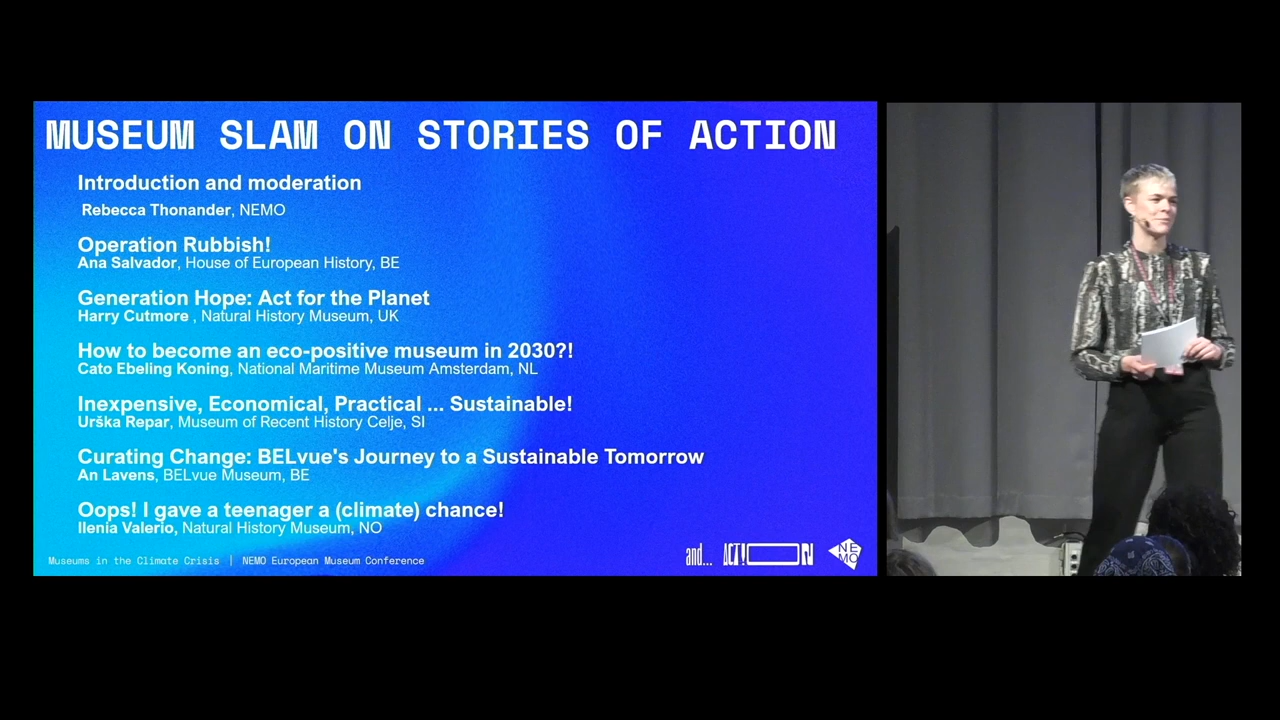 MUSEUM SLAM ON STORIES OF ACTION
Introduction and moderation
Rebecca Thonander, NEMO
Operation Rubbish!
Ana Salvador, House of European History, BE
Generation Hope: Act for the Planet
Harry Cutmore , Natural History Museum, UK
How to become an eco-positive museum in 2030?!
Cato Ebeling Koning, National Maritime Museum Amsterdam, NL
Inexpensive, Economical, Practical ... Sustainable!
Urška Repar, Museum of Recent History Celje, SI
Curating Change: BELvue's Journey to a Sustainable Tomorrow
An Lavens, BELvue Museum, BE
Oops! I gave a teenager a (climate) chance!
Ilenia Valerio, Natural History Museum, NO
Museums in the Climate Crisis | NEMO European Museum Conference
and... ACT!ON
NE
MO